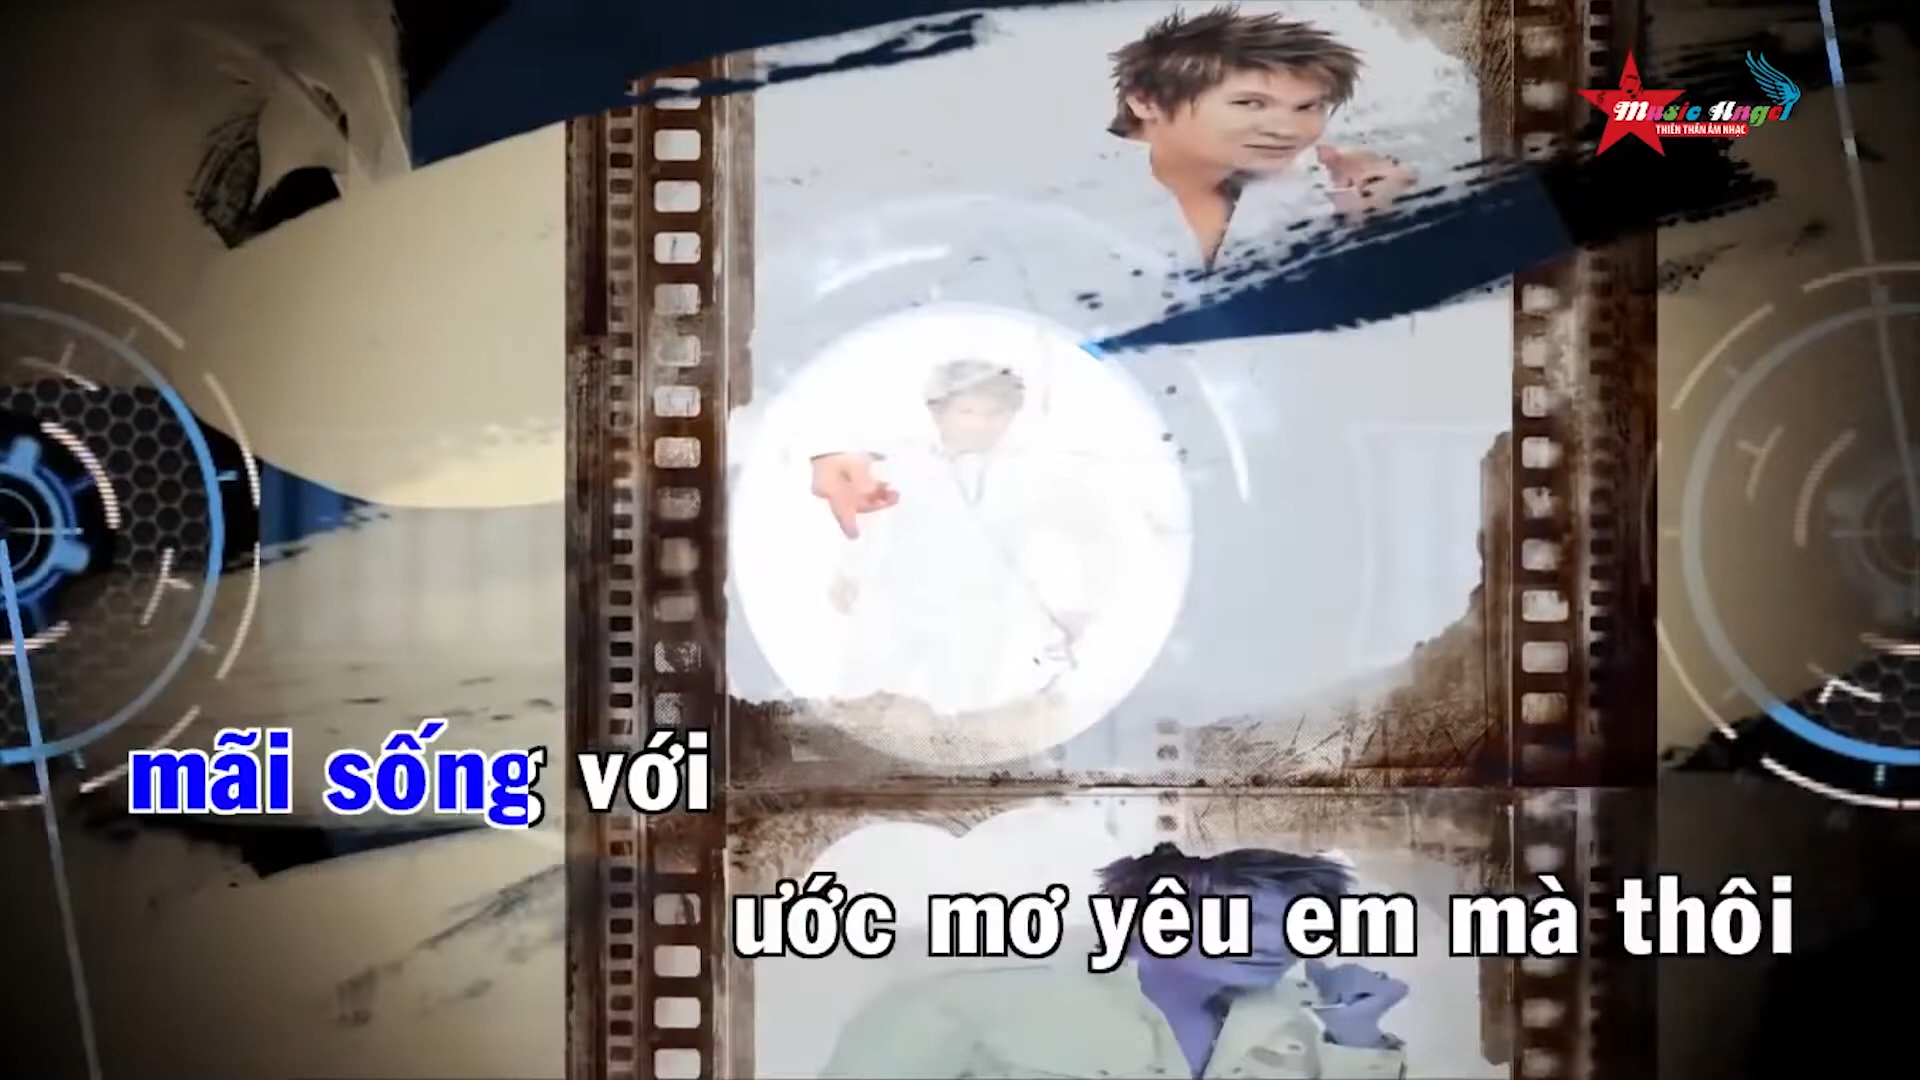 Music Angel
THIÊN THẦN ÂM NHẠC
mãi sống với
ước mơ yêu em mà thôi